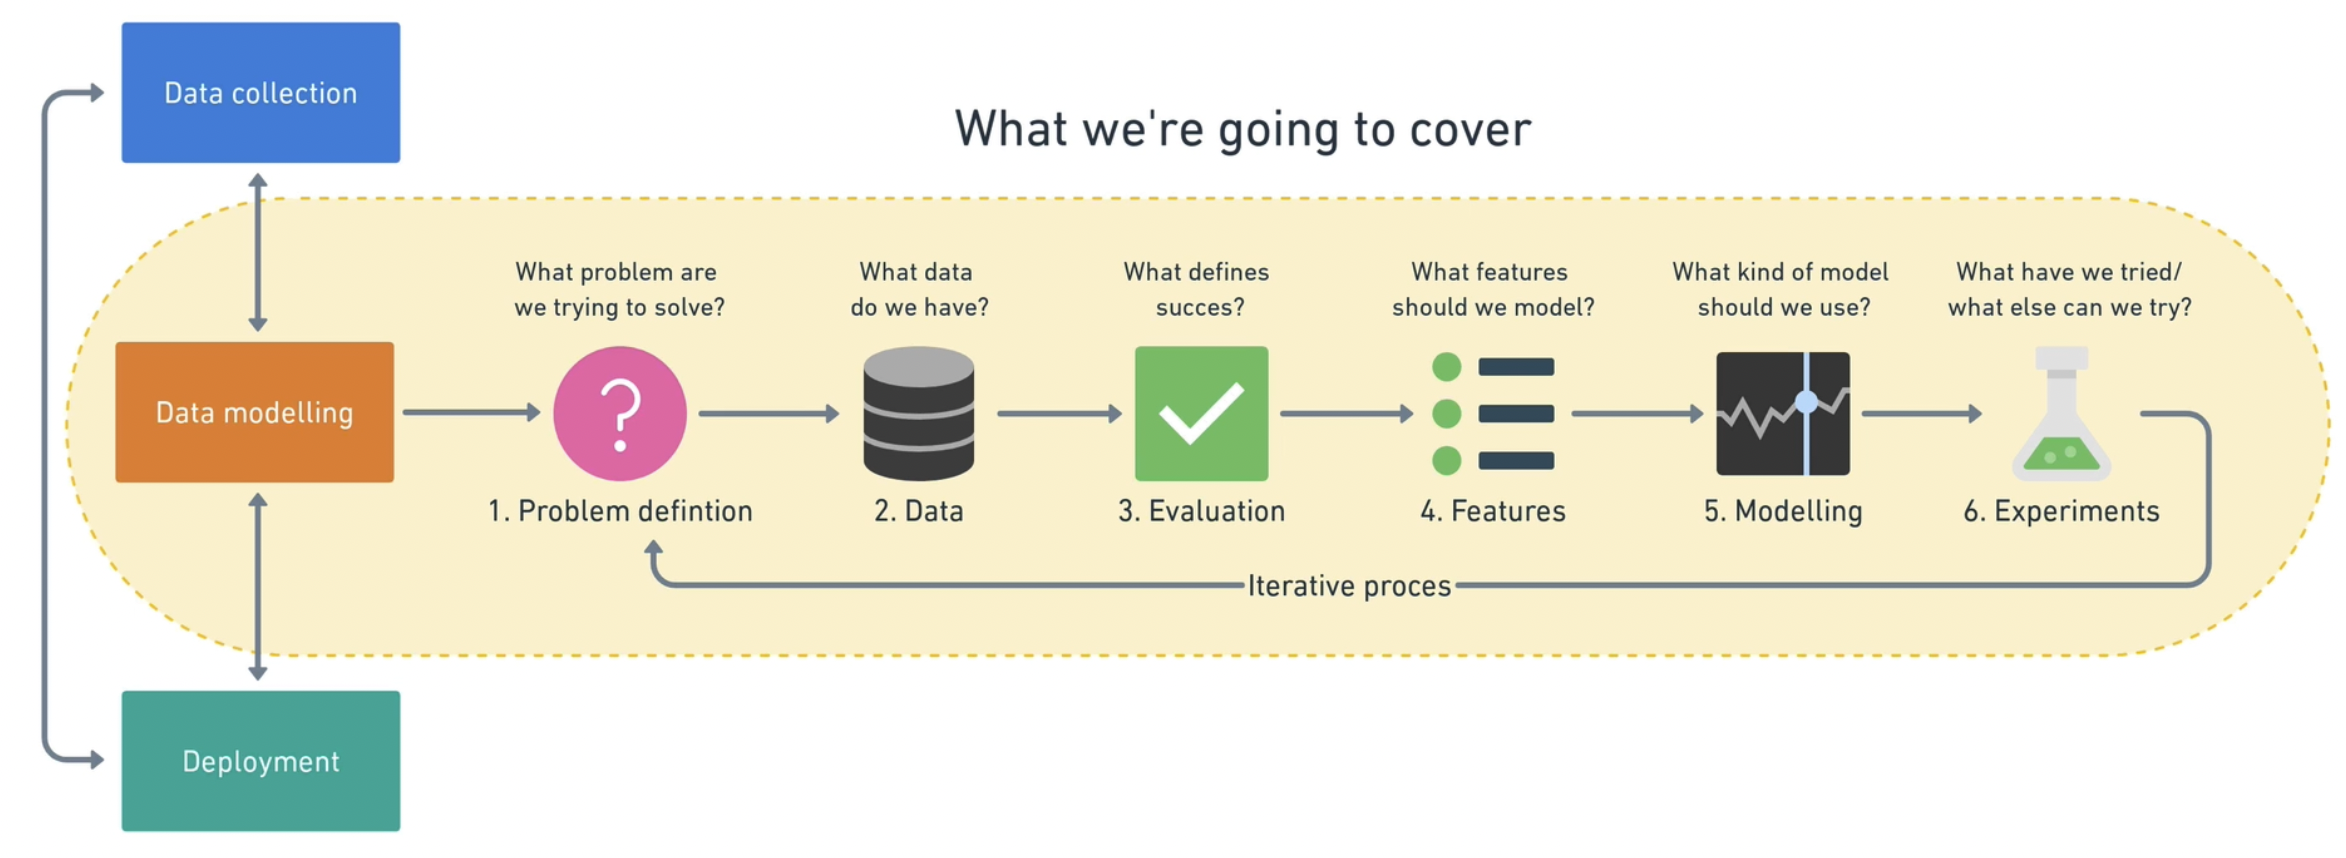 Data collection
What we're going to cover
What problem are
we trying to solve?
What data
do we have?
What defines
succes?
What features
should we model?
What kind of model
should we use?
What have we tried/
what else can we try?
Data modelling
1. Problem defintion
2. Data
3. Evaluation
4. Features
5. Modelling
6. Experiments
Iterative proces
Deployment